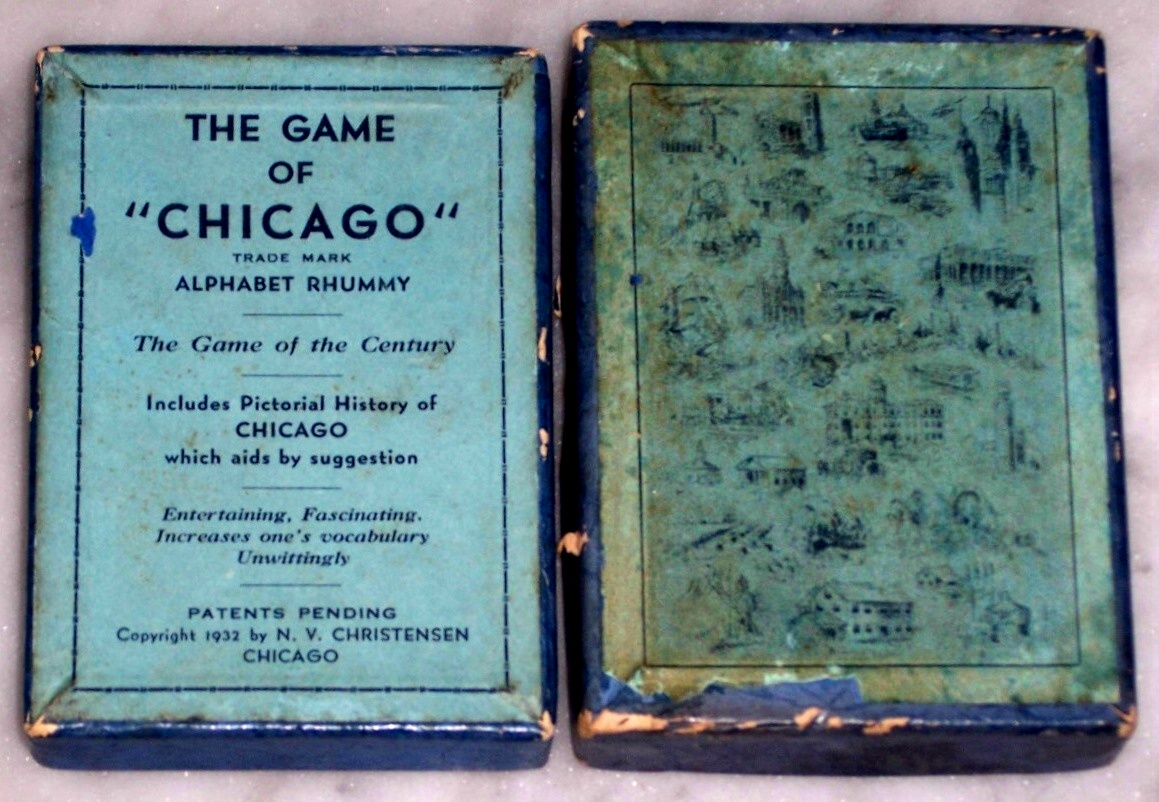 THE GAME
OF
"CHICAGO"
TRADE MARK
ALPHABET RHUMMY
The Game of the Century
Includes Pictorial History of
CHICAGO
which aids by suggestion
Entertaining, Fascinating.
Increases one's vocabulary
Unwittingly
PATENTS PENDING
Copyright 1932 by N. V. CHRISTENSEN
CHICAGO